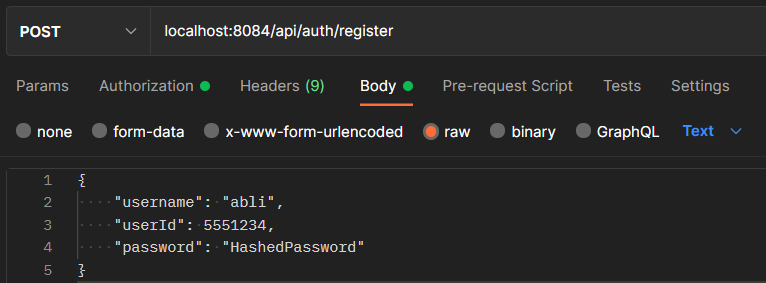 POST localhost:8084/api/auth/register
Params Authorization Headers (9) Body Pre-request Script Tests Settings
none form-data x-www-form-urlencoded raw binary GraphQL Text
1 {
2 "username": "abli",
3 "userId": 5551234,
4 "password": "HashedPassword"
5 }